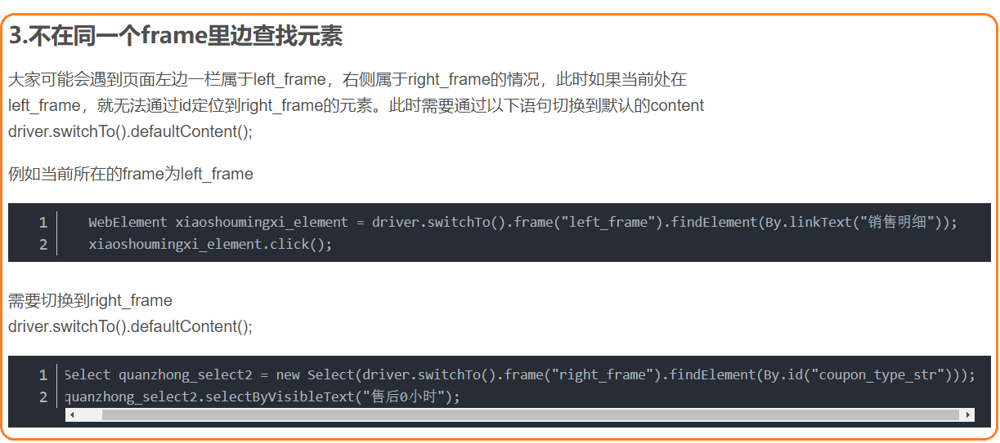 3.不在同一个frame里边查找元素
大家可能会遇到页面左边一栏属于left_frame，右侧属于right_frame的情况，此时如果当前处在
left_frame，就无法通过id定位到right_frame的元素。此时需要通过以下语句切换到默认的content
driver.switchTo().defaultContent();
例如当前所在的frame为left_frame
1 WebElement xiaoshoumingxi_element = driver.switchTo().frame("left_frame").findElement(By.linkText("销售明细"));
2 xiaoshoumingxi_element.click();
需要切换到right_frame
driver.switchTo().defaultContent();
1 Select quanzhong_select2 = new Select(driver.switchTo().frame("right_frame").findElement(By.id("coupon_type_str")));
2 quanzhong_select2.selectByVisibleText("售后0小时");